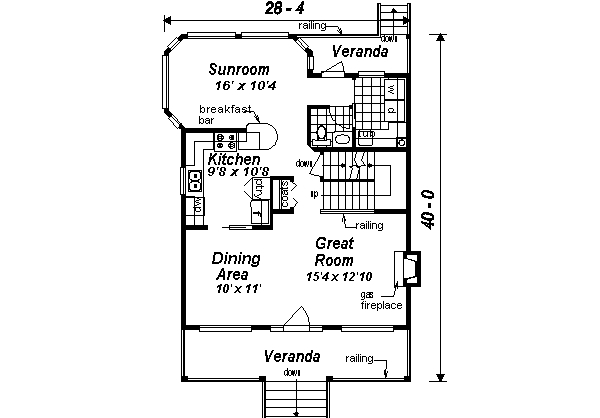 28 - 4
railing
down
Veranda
Sunroom
16' x 10'4
w
d
breakfast
bar
tub
Kitchen
9'8 x 10'8
down
up
ptry
coats
dw
f
railing
40 - 0
Dining
Area
10' x 11'
Great
Room
15'4 x 12'10
gas
fireplace
Veranda
railing
down